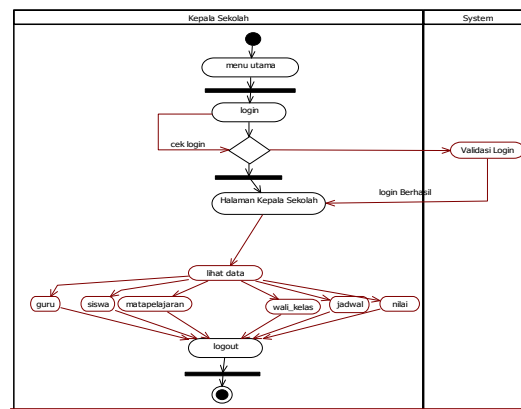 Kepala Sekolah
System
menu utama
login
cek login
Validasi Login
login Berhasil
Halaman Kepala Sekolah
lihat data
guru
siswa
matapelajaran
wali_kelas
jadwal
nilai
logout